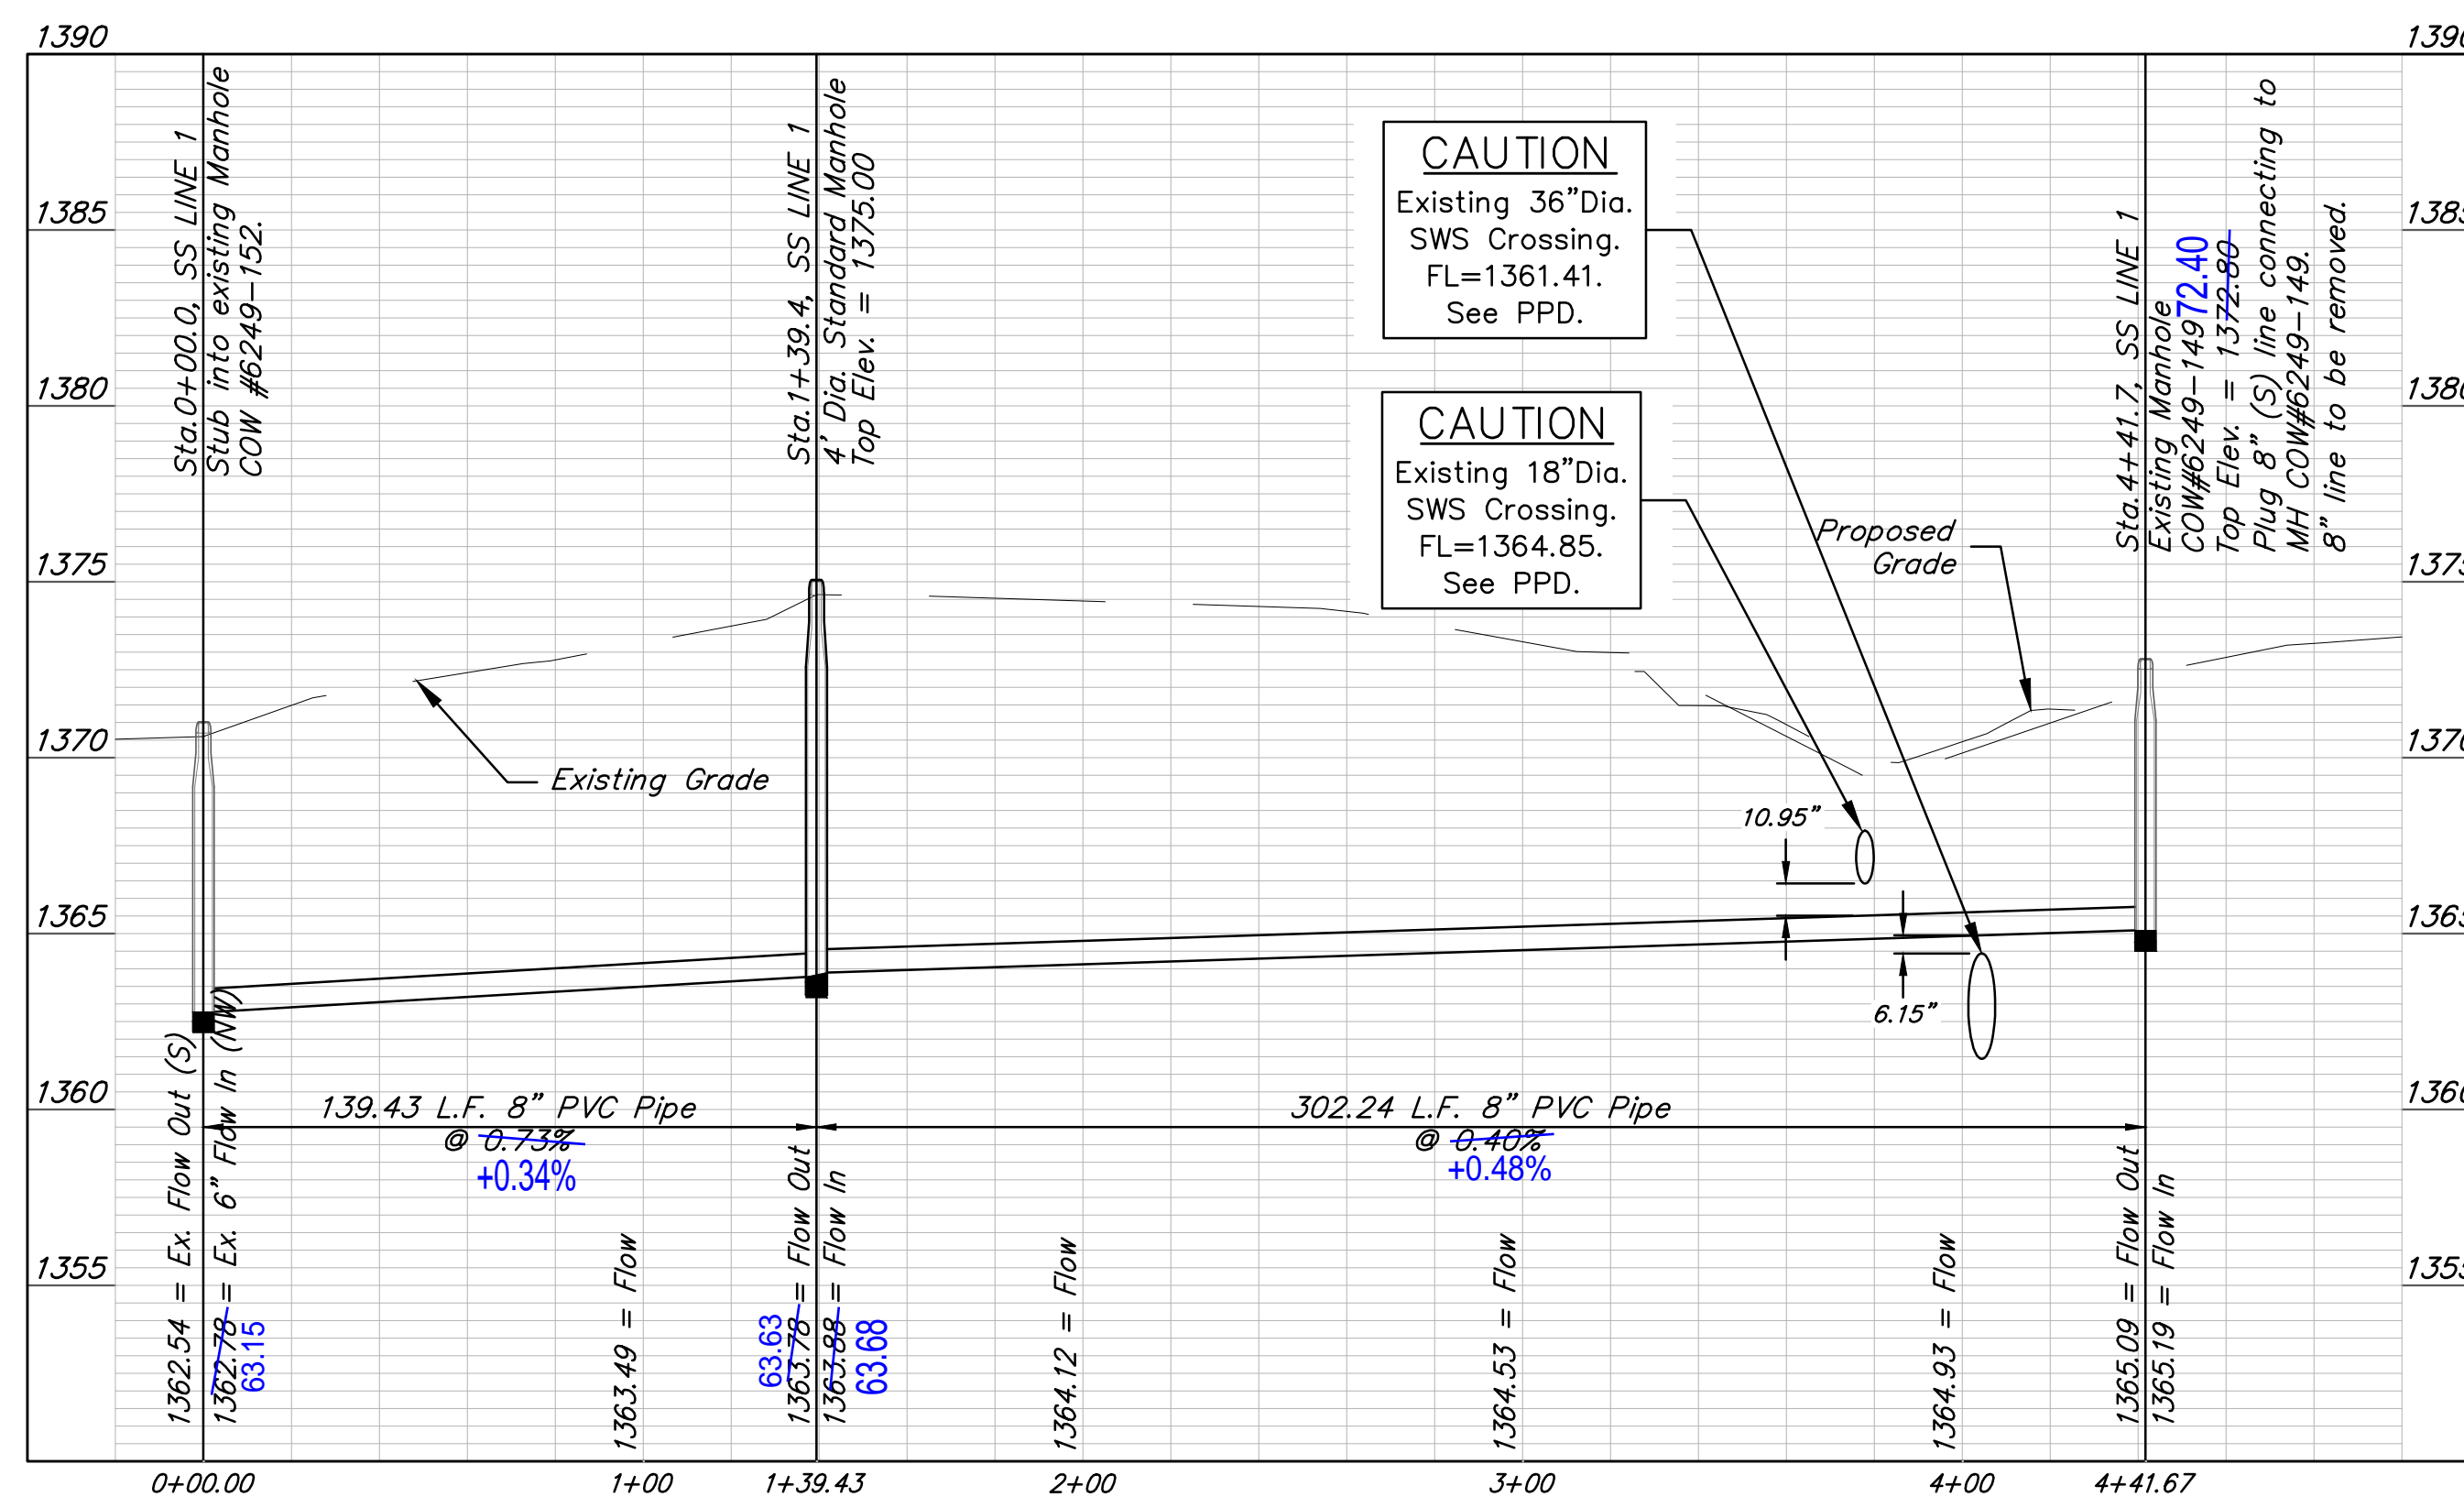 1390
1385
1380
1375
1370
1365
1360
1355
Sta.0+00.0, SS LINE 1
Stub into existing Manhole
COW #6249-152.
Sta.1+39.4, SS LINE 1
4' Dia. Standard Manhole
Top Elev. = 1375.00
CAUTION
Existing 36"Dia.
SWS Crossing.
FL=1361.41.
See PPD.
CAUTION
Existing 18"Dia.
SWS Crossing.
FL=1364.85.
See PPD.
Proposed
Grade
Sta.4+41.7, SS LINE 1
Existing Manhole
COW#6249-149
72.40
Top Elev. = 1372.80
Plug 8" (S) line connecting to
MH COW#6249-149.
8" line to be removed.
Existing Grade
10.95"
6.15"
139.43 L.F. 8" PVC Pipe
@ 0.73%
+0.34%
302.24 L.F. 8" PVC Pipe
@ 0.40%
+0.48%
1362.54 = Ex. Flow Out (S)
1362.78 = Ex. 6" Flow In (NW)
63.15
1363.49 = Flow
63.63
1363.78 = Flow Out
1363.88 = Flow In
63.68
1364.12 = Flow
1364.53 = Flow
1364.93 = Flow
1365.09 = Flow Out
1365.19 = Flow In
0+00.00
1+00
1+39.43
2+00
3+00
4+00
4+41.67